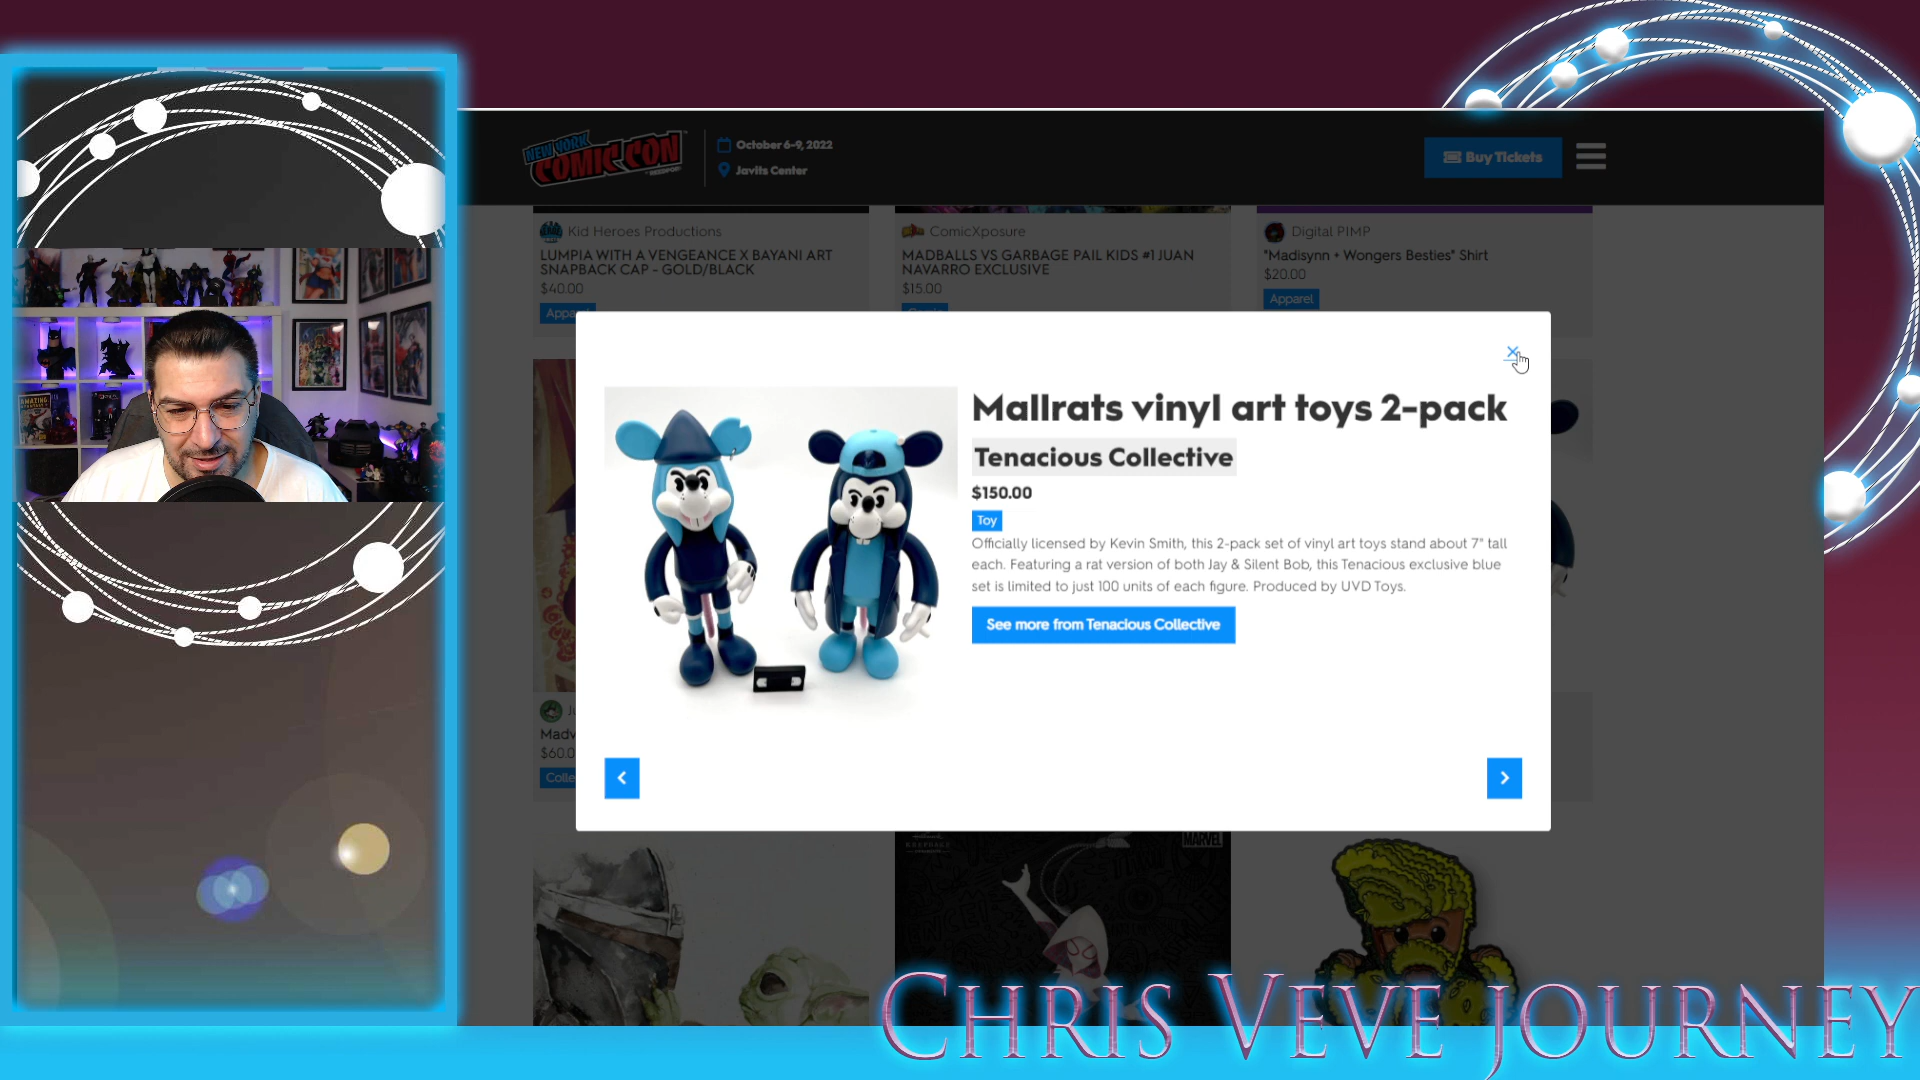 NEW YORK
COMIC CON
October 6-9, 2022
Javits Center
Buy Tickets
Kid Heroes Productions
LUMPIA WITH A VENGEANCE X BAYANI ART
SNAPBACK CAP - GOLD/BLACK
$40.00
ComicXposure
MADBALLS VS GARBAGE PAIL KIDS #1 JUAN
NAVARRO EXCLUSIVE
$15.00
Digital PIMP
"Madisynn + Wongers Besties" Shirt
$20.00
Apparel
Mallrats vinyl art toys 2-pack
Tenacious Collective
$150.00
Toy
Officially licensed by Kevin Smith, this 2-pack set of vinyl art toys stand about 7" tall
each. Featuring a rat version of both Jay & Silent Bob, this Tenacious exclusive blue
set is limited to just 100 units of each figure. Produced by UVD Toys.
See more from Tenacious Collective
MARVEL
CHRIS VEVE JOURNEY